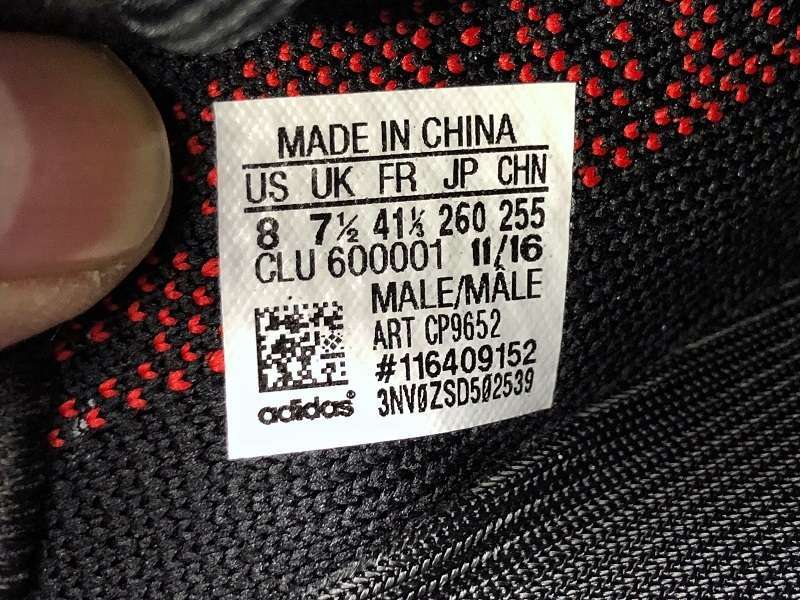 MADE IN CHINA
US UK FR JP CHN
8 7½ 41⅓ 260 255
CLU 600001 11/16
MALE/MÂLE
ART CP9652
#116409152
3NV0ZSD502539
adidas